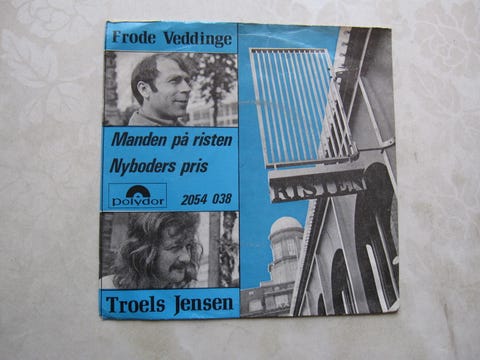 Frode Veddinge
Manden på risten
Nyboders pris
polydor
2054 038
RISTEN
Troels Jensen